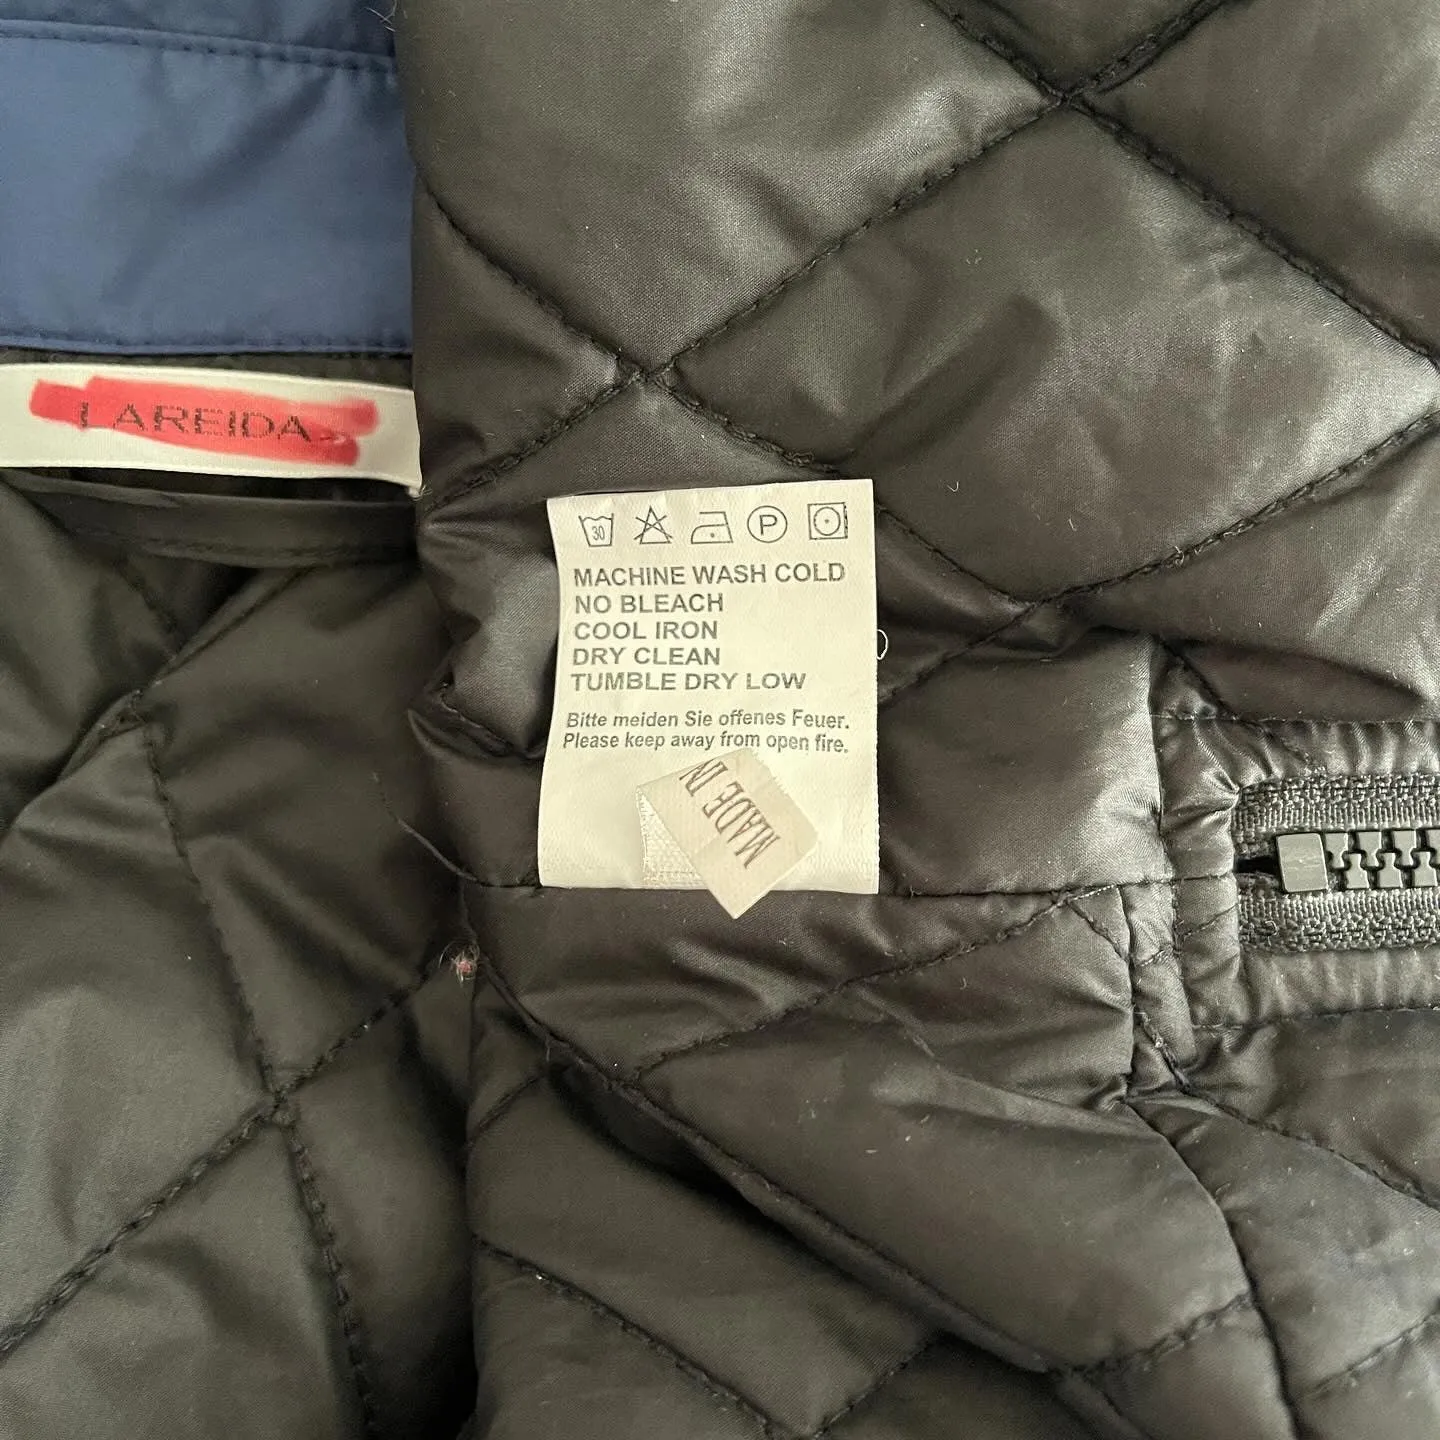 LAREIDA
30 P
MACHINE WASH COLD
NO BLEACH
COOL IRON
DRY CLEAN
TUMBLE DRY LOW
Bitte meiden Sie offenes Feuer.
Please keep away from open fire.
MADE IN